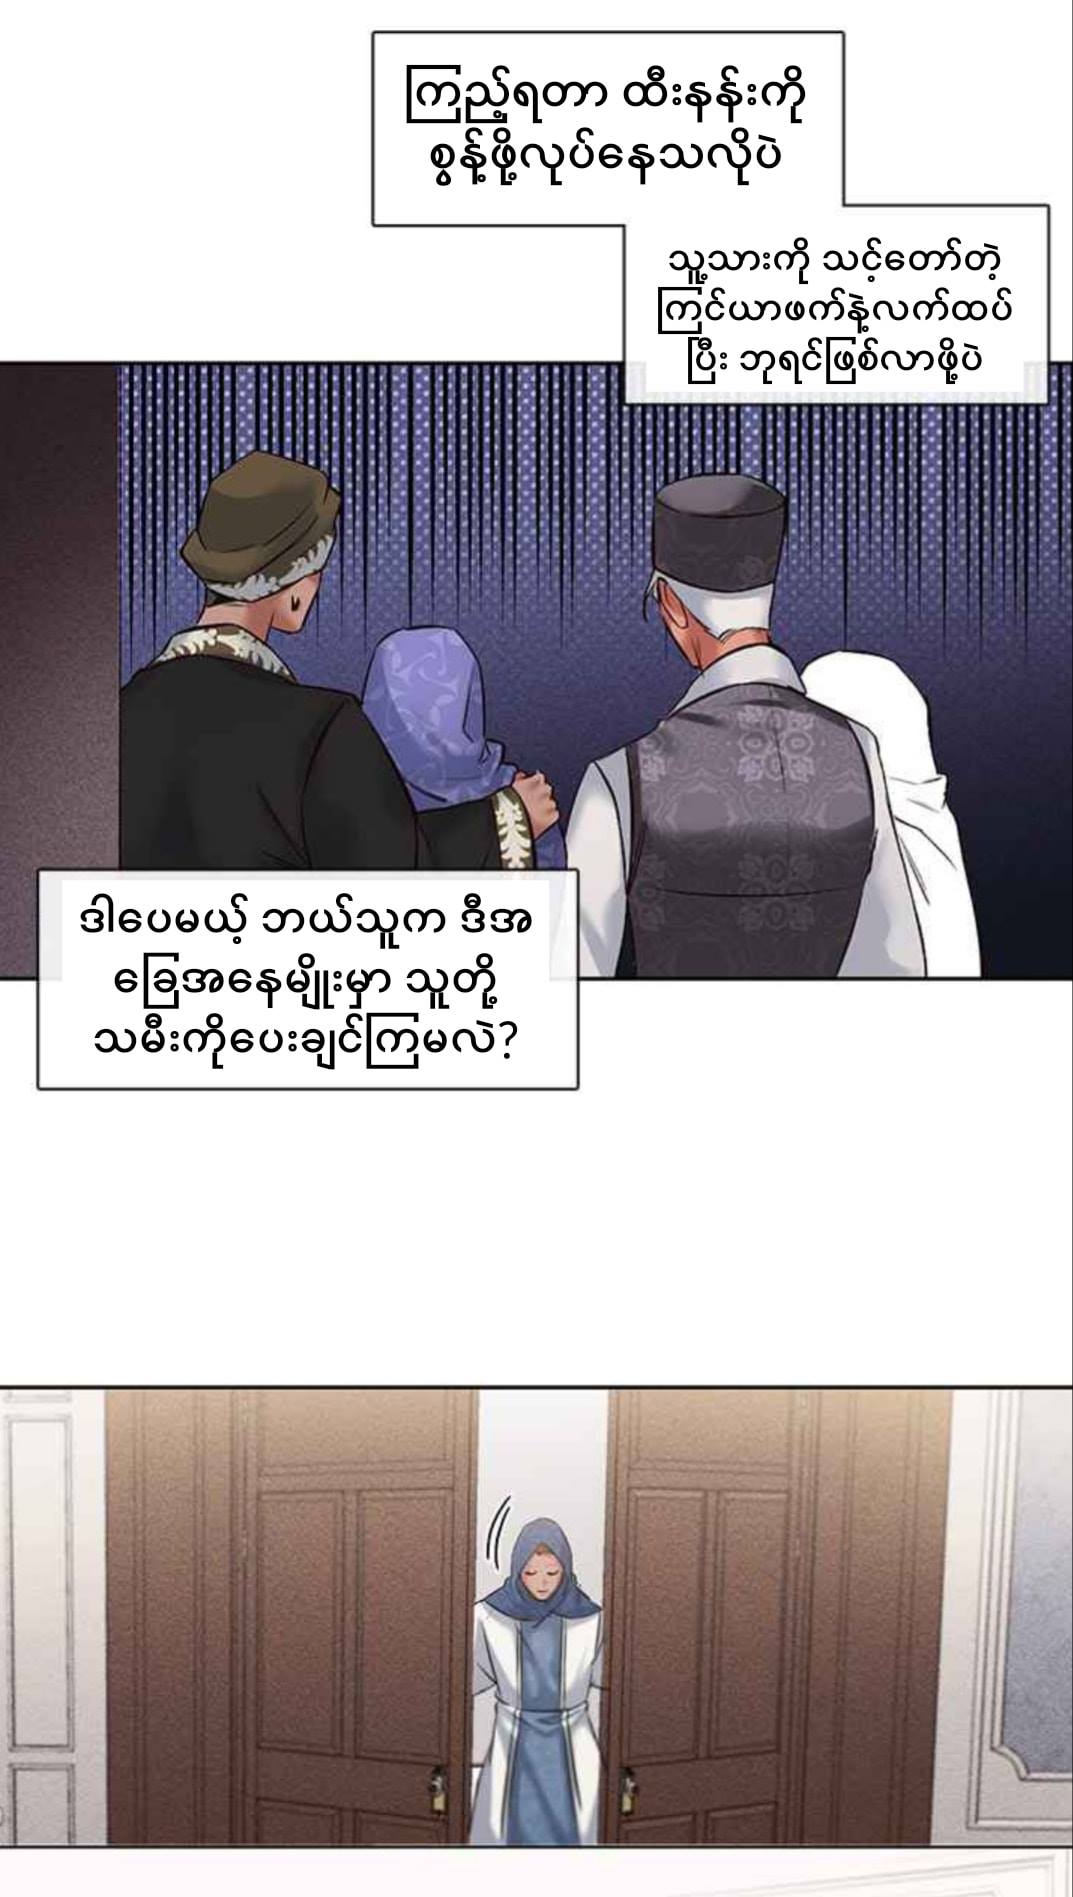 ကြည့်ရတာ ထီးနန်းကို
စွန့်ဖို့လုပ်နေသလိုပဲ
သူ့သားကို သင့်တော်တဲ့
ကြင်ယာဖက်နဲ့လက်ထပ်
ပြီး ဘုရင်ဖြစ်လာဖို့ပဲ
ဒါပေမယ့် ဘယ်သူက ဒီအ
ခြေအနေမျိုးမှာ သူတို့
သမီးကိုပေးချင်ကြမလဲ?